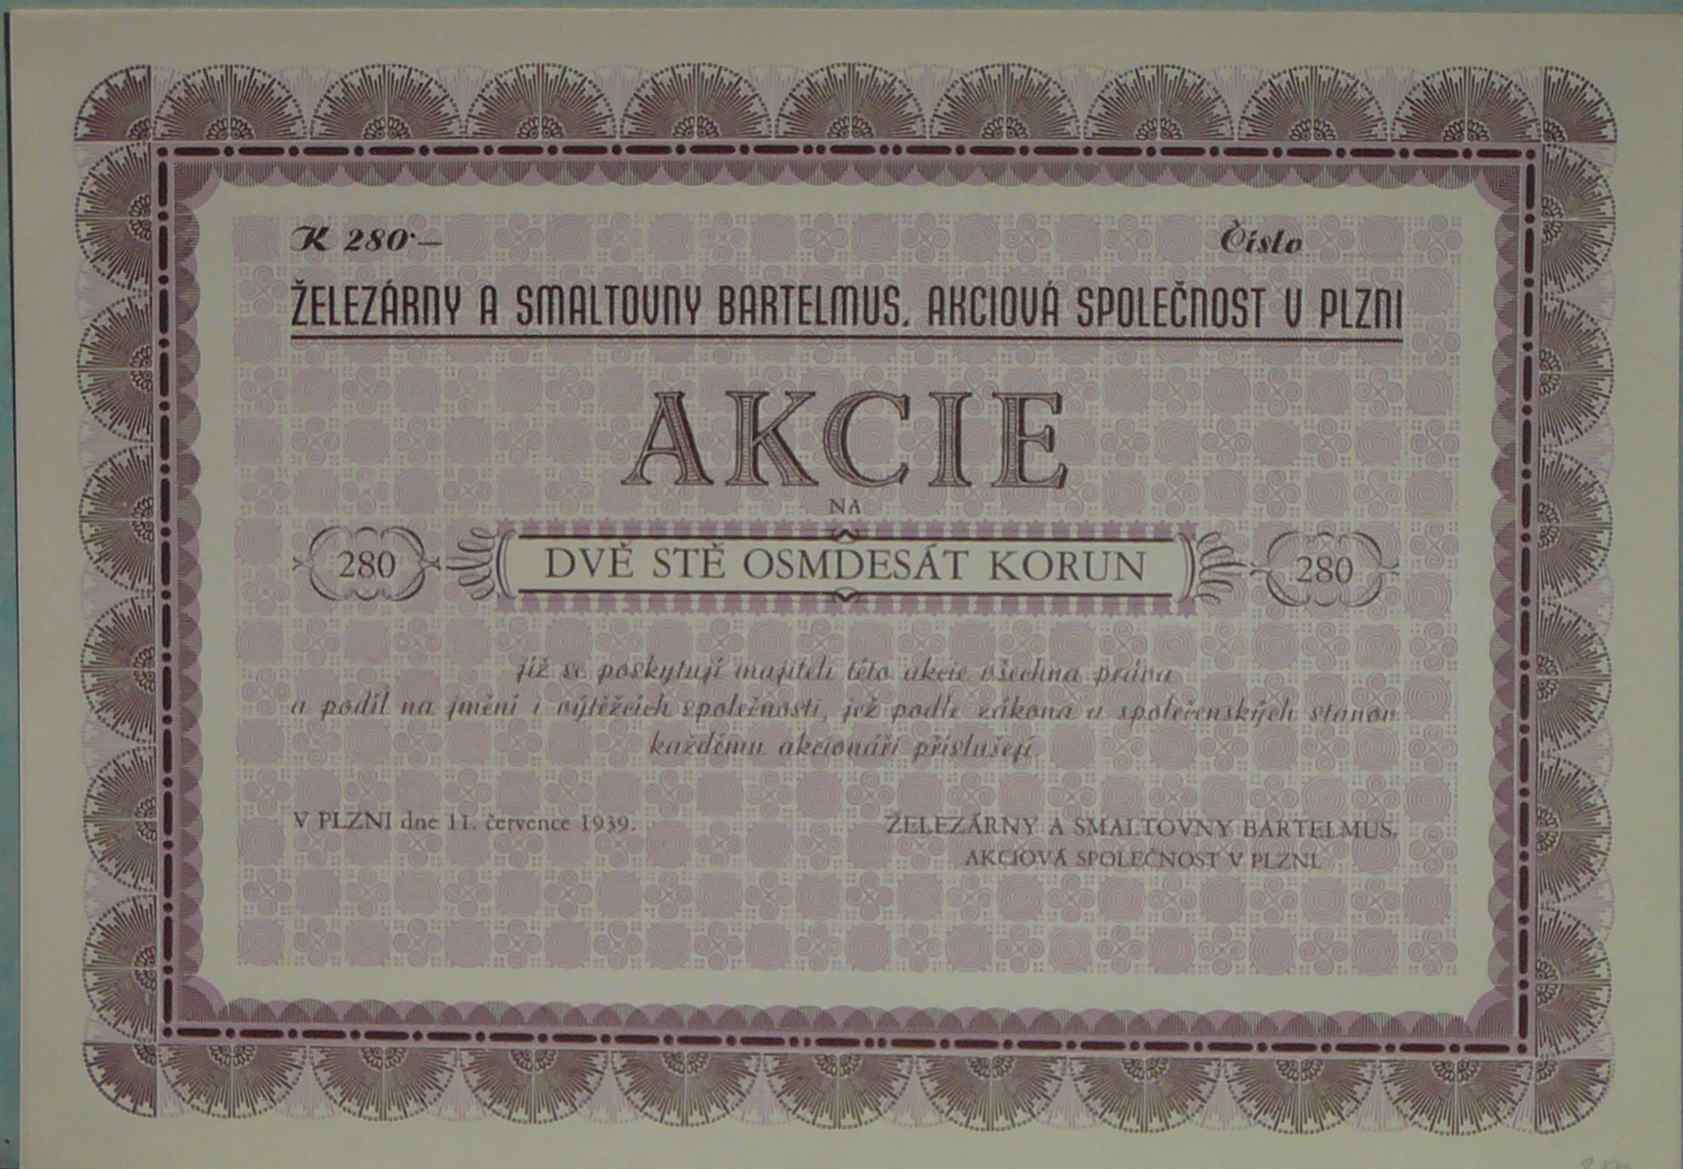 K 280·— Číslo
ŽELEZÁRNY A SMALTOVNY BARTELMUS, AKCIOVÁ SPOLEČNOST V PLZNI
AKCIE
NA
280 DVĚ STĚ OSMDESÁT KORUN 280
jíž se poskytují majiteli této akcie všechna práva
a podíl na jmění i výtěžcích společnosti, jež podle zákona a společenských stanov
každému akcionáři příslušejí.
V PLZNI dne 11. července 1939.
ŽELEZÁRNY A SMALTOVNY BARTELMUS,
AKCIOVÁ SPOLEČNOST V PLZNI.